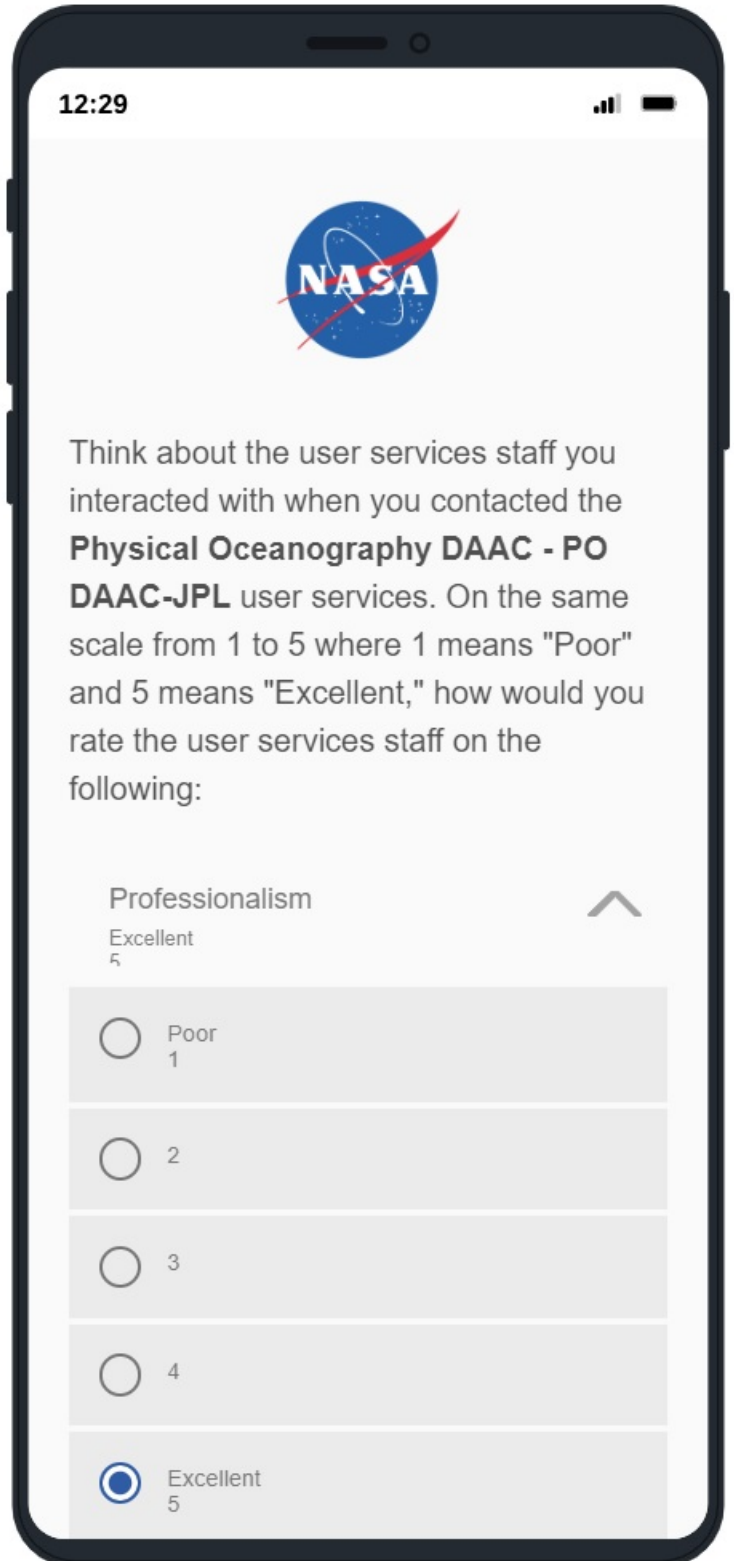 12:29
NASA
Think about the user services staff you
interacted with when you contacted the
Physical Oceanography DAAC - PO
DAAC-JPL user services. On the same
scale from 1 to 5 where 1 means "Poor"
and 5 means "Excellent," how would you
rate the user services staff on the
following:
Professionalism
Excellent
5
Poor
1
2
3
4
Excellent
5